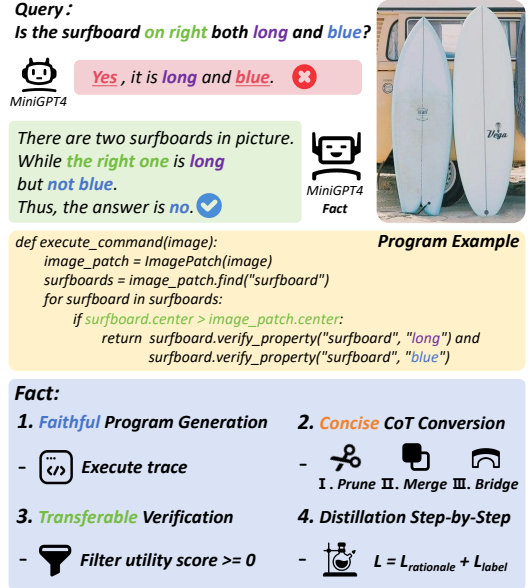 Query:
Is the surfboard on right both long and blue?
MiniGPT4
Yes , it is long and blue.
There are two surfboards in picture.
While the right one is long
but not blue.
Thus, the answer is no.
MiniGPT4
Fact
Vega
Program Example
def execute_command(image):
image_patch = ImagePatch(image)
surfboards = image_patch.find("surfboard")
for surfboard in surfboards:
if surfboard.center > image_patch.center:
return surfboard.verify_property("surfboard", "long") and
surfboard.verify_property("surfboard", "blue")
Fact:
1. Faithful Program Generation
- </> Execute trace
2. Concise CoT Conversion
-
I . Prune II. Merge III. Bridge
3. Transferable Verification
- Filter utility score >= 0
4. Distillation Step-by-Step
- L = Lrationale + Llabel